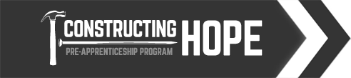 CONSTRUCTING HOPE
PRE-APPRENTICESHIP PROGRAM